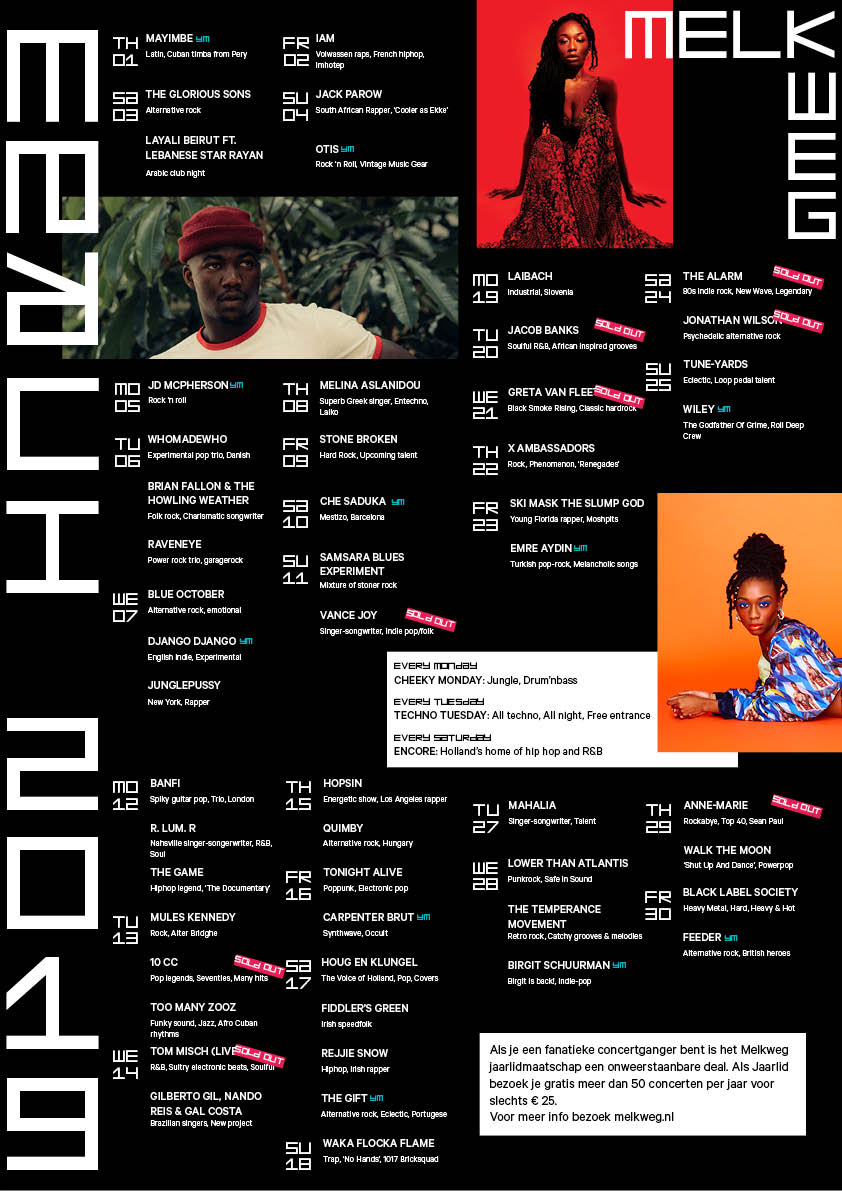 MELK
WEG
MARCH 2019
TH 01
MAYIMBE YM
Latin, Cuban timba from Pery
FR 02
IAM
Volwassen raps, French hiphop,
Imhotep
SA 03
THE GLORIOUS SONS
Alternative rock
LAYALI BEIRUT FT.
LEBANESE STAR RAYAN
Arabic club night
SU 04
JACK PAROW
South African Rapper, 'Cooler as Ekke'
OTIS YM
Rock 'n Roll, Vintage Music Gear
MO 05
JD MCPHERSON YM
Rock 'n roll
TU 06
WHOMADEWHO
Experimental pop trio, Danish
BRIAN FALLON & THE
HOWLING WEATHER
Folk rock, Charismatic songwriter
RAVENEYE
Power rock trio, garagerock
WE 07
BLUE OCTOBER
Alternative rock, emotional
DJANGO DJANGO YM
English Indie, Experimental
JUNGLEPUSSY
New York, Rapper
TH 08
MELINA ASLANIDOU
Superb Greek singer, Entechno,
Laiko
FR 09
STONE BROKEN
Hard Rock, Upcoming talent
SA 10
CHE SADUKA YM
Mestizo, Barcelona
SU 11
SAMSARA BLUES
EXPERIMENT
Mixture of stoner rock
VANCE JOY
SOLD OUT
Singer-songwriter, Indie pop/folk
MO 12
BANFI
Spiky guitar pop, Trio, London
R. LUM. R
Nahsville singer-songerwriter, R&B,
Soul
THE GAME
Hiphop legend, 'The Documentary'
TU 13
MULES KENNEDY
Rock, Alter Bridghe
10 CC
SOLD OUT
Pop legends, Seventies, Many hits
TOO MANY ZOOZ
Funky sound, Jazz, Afro Cuban
rhythms
WE 14
TOM MISCH (LIVE
SOLD OUT
R&B, Sultry electronic beats, Soulful
GILBERTO GIL, NANDO
REIS & GAL COSTA
Brazilian singers, New project
TH 15
HOPSIN
Energetic show, Los Angeles rapper
QUIMBY
Alternative rock, Hungary
FR 16
TONIGHT ALIVE
Poppunk, Electronic pop
CARPENTER BRUT YM
Synthwave, Occult
SA 17
HOUG EN KLUNGEL
The Voice of Holland, Pop, Covers
FIDDLER'S GREEN
Irish speedfolk
REJJIE SNOW
Hiphop, Irish rapper
THE GIFT YM
Alternative rock, Eclectic, Portugese
SU 18
WAKA FLOCKA FLAME
Trap, 'No Hands', 1017 Bricksquad
MO 19
LAIBACH
Industrial, Slovenia
TU 20
JACOB BANKS
SOLD OUT
Soulful R&B, African inspired grooves
WE 21
GRETA VAN FLEE
SOLD OUT
Black Smoke Rising, Classic hardrock
TH 22
X AMBASSADORS
Rock, Phenomenon, 'Renegades'
FR 23
SKI MASK THE SLUMP GOD
Young Florida rapper, Moshpits
EMRE AYDIN YM
Turkish pop-rock, Melancholic songs
SA 24
THE ALARM
SOLD OUT
80s Indie rock, New Wave, Legendary
JONATHAN WILSON
SOLD OUT
Psychedelic alternative rock
SU 25
TUNE-YARDS
Eclectic, Loop pedal talent
WILEY YM
The Godfather Of Grime, Roll Deep
Crew
EVERY MONDAY
CHEEKY MONDAY: Jungle, Drum'nbass
EVERY TUESDAY
TECHNO TUESDAY: All techno, All night, Free entrance
EVERY SATURDAY
ENCORE: Holland's home of hip hop and R&B
TU 27
MAHALIA
Singer-songwriter, Talent
WE 28
LOWER THAN ATLANTIS
Punkrock, Safe In Sound
THE TEMPERANCE
MOVEMENT
Retro rock, Catchy grooves & melodies
BIRGIT SCHUURMAN YM
Birgit is back!, Indie-pop
TH 29
ANNE-MARIE
SOLD OUT
Rockabye, Top 40, Sean Paul
WALK THE MOON
'Shut Up And Dance', Powerpop
FR 30
BLACK LABEL SOCIETY
Heavy Metal, Hard, Heavy & Hot
FEEDER YM
Alternative rock, British heroes
Als je een fanatieke concertganger bent is het Melkweg
jaarlidmaatschap een onweerstaanbare deal. Als Jaarlid
bezoek je gratis meer dan 50 concerten per jaar voor
slechts € 25.
Voor meer info bezoek melkweg.nl